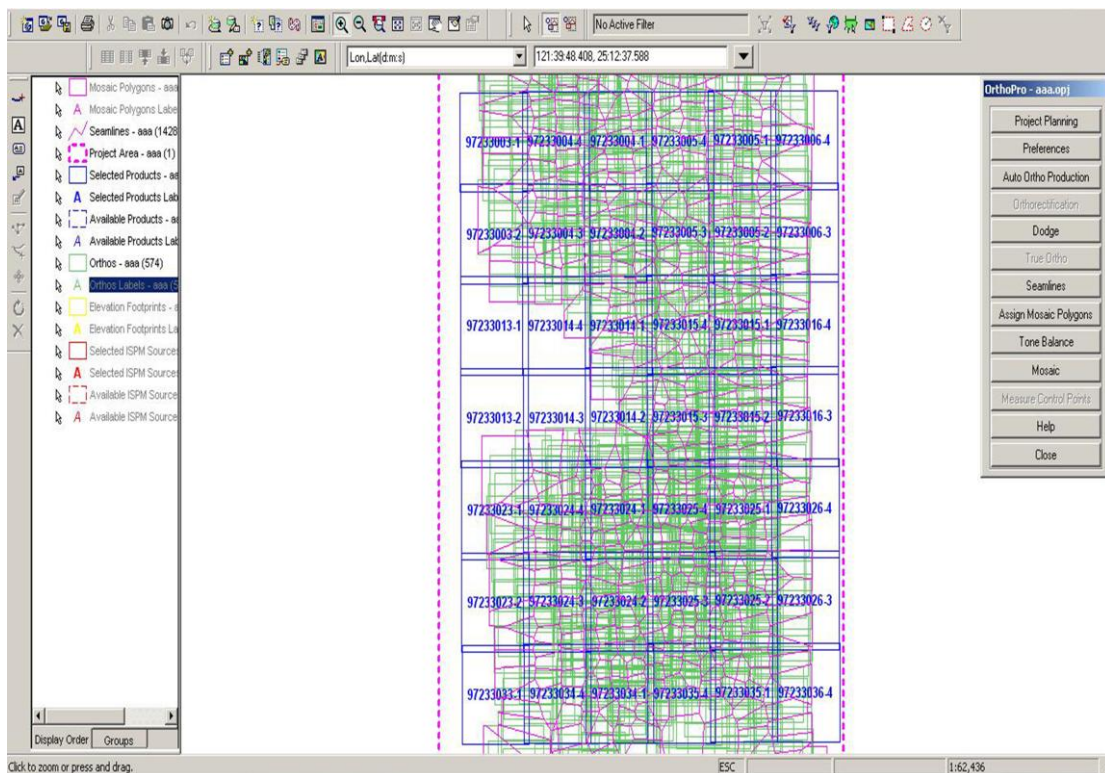 No Active Filter
Lon,Lat(d:m:s) 121:39:48.408, 25:12:37.588
Mosaic Polygons - aaa
Mosaic Polygons Labe
Seamlines - aaa (1428
Project Area - aaa (1)
Selected Products - aa
A Selected Products Lab
Available Products - aa
A Available Products Lab
Orthos - aaa (574)
A Orthos Labels - aaa (5
Elevation Footprints - a
A Elevation Footprints La
Selected ISPM Sources
A Selected ISPM Sources
Available ISPM Source
A Available ISPM Source
Display Order Groups
97233003-1 97233004-4 97233004-1 97233005-4 97233005-1 97233006-4
97233003-2 97233004-3 97233004-2 97233005-3 97233005-2 97233006-3
97233013-1 97233014-4 97233014-1 97233015-4 97233015-1 97233016-4
97233013-2 97233014-3 97233014-2 97233015-3 97233015-2 97233016-3
97233023-1 97233024-4 97233024-1 97233025-4 97233025-1 97233026-4
97233023-2 97233024-3 97233024-2 97233025-3 97233025-2 97233026-3
97233033-1 97233034-4 97233034-1 97233035-4 97233035-1 97233036-4
OrthoPro - aaa.opj
Project Planning
Preferences
Auto Ortho Production
Orthorectification
Dodge
True Ortho
Seamlines
Assign Mosaic Polygons
Tone Balance
Mosaic
Measure Control Points
Help
Close
Click to zoom or press and drag. ESC 1:62,436